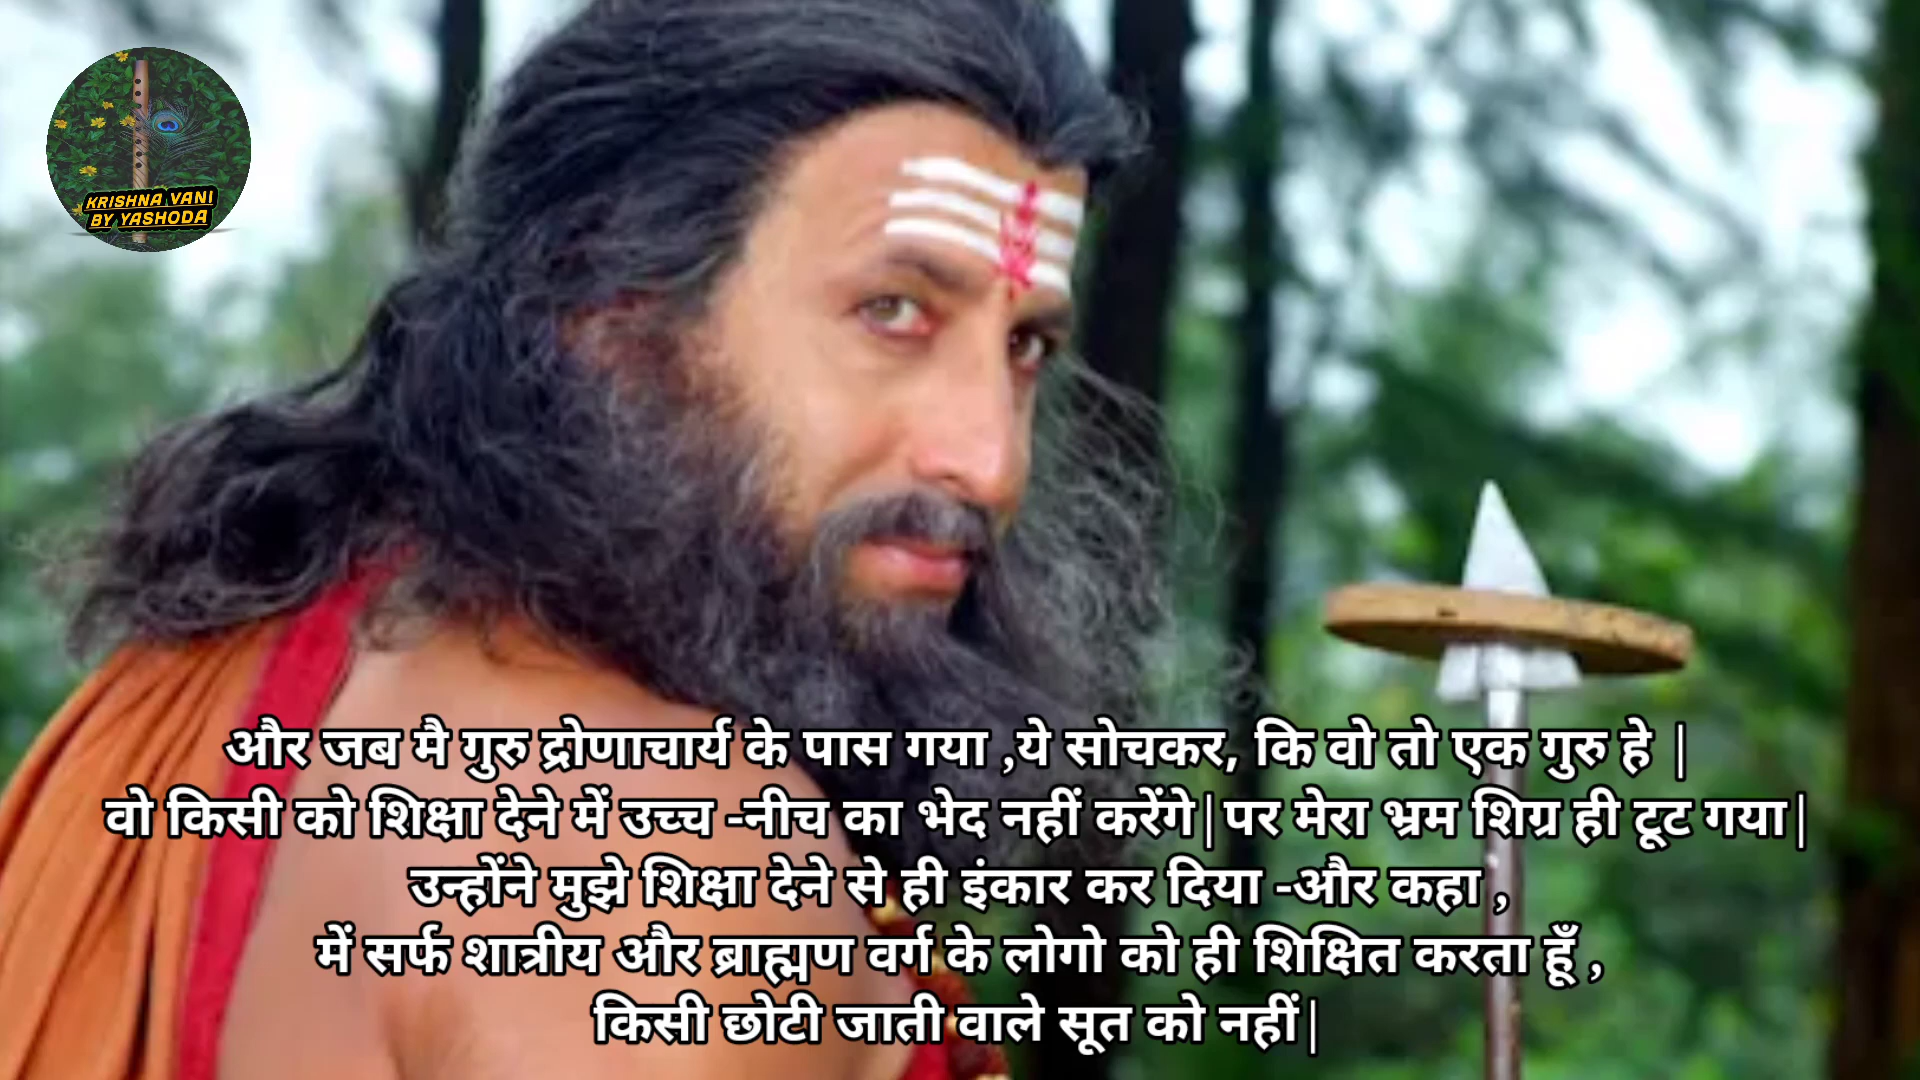 KRISHNA VANI
BY YASHODA
और जब मै गुरु द्रोणाचार्य के पास गया ,ये सोचकर, कि वो तो एक गुरु हे |
वो किसी को शिक्षा देने में उच्च -नीच का भेद नहीं करेंगे| पर मेरा भ्रम शिग्र ही टूट गया|
उन्होंने मुझे शिक्षा देने से ही इंकार कर दिया -और कहा ,
में सर्फ शात्रीय और ब्राह्मण वर्ग के लोगो को ही शिक्षित करता हूँ ,
किसी छोटी जाती वाले सूत को नहीं|